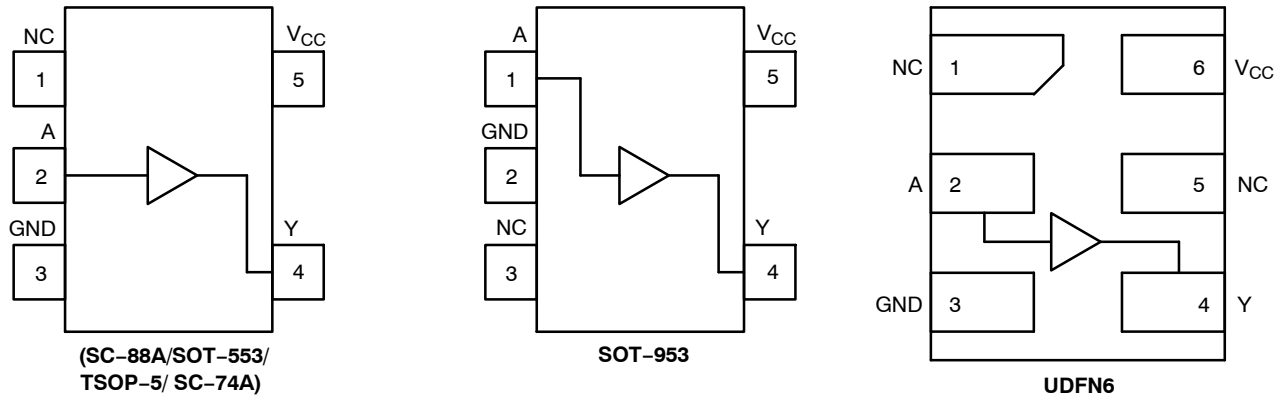 NC
1
A
2
GND
3
VCC
5
Y
4
(SC–88A/SOT–553/
TSOP–5/ SC–74A)
A
1
GND
2
NC
3
VCC
5
Y
4
SOT–953
NC 1
A 2
GND 3
6 VCC
5 NC
4 Y
UDFN6